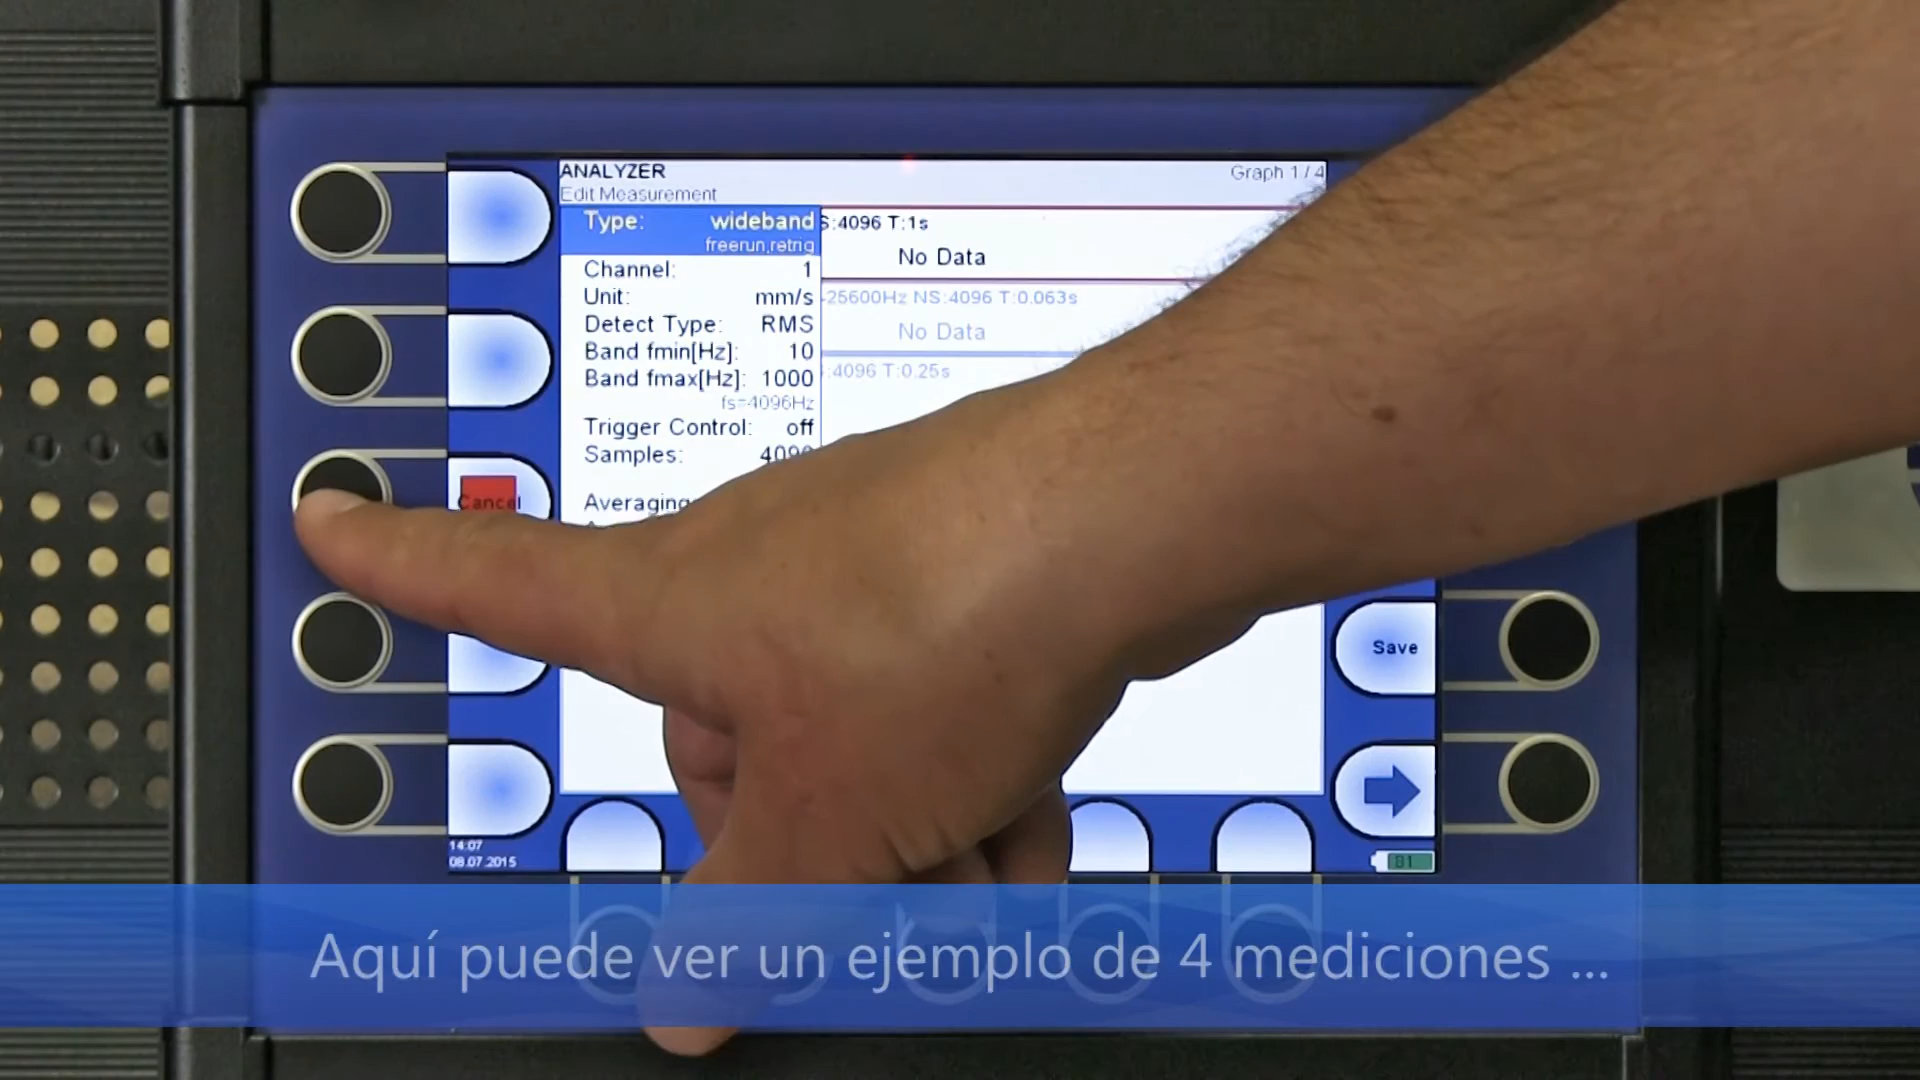 ANALYZER
Graph 1 / 4
Edit Measurement
Type: wideband
freerun,retrig
S:4096 T:1s
No Data
Channel: 1
Unit: mm/s
25600Hz NS:4096 T:0.063s
Detect Type: RMS
No Data
Band fmin[Hz]: 10
Band fmax[Hz]: 1000
:4096 T:0.25s
fs=4096Hz
Trigger Control: off
Samples: 4096
Cancel
Averaging
Save
14:07
08.07.2015
81
Aquí puede ver un ejemplo de 4 mediciones ...